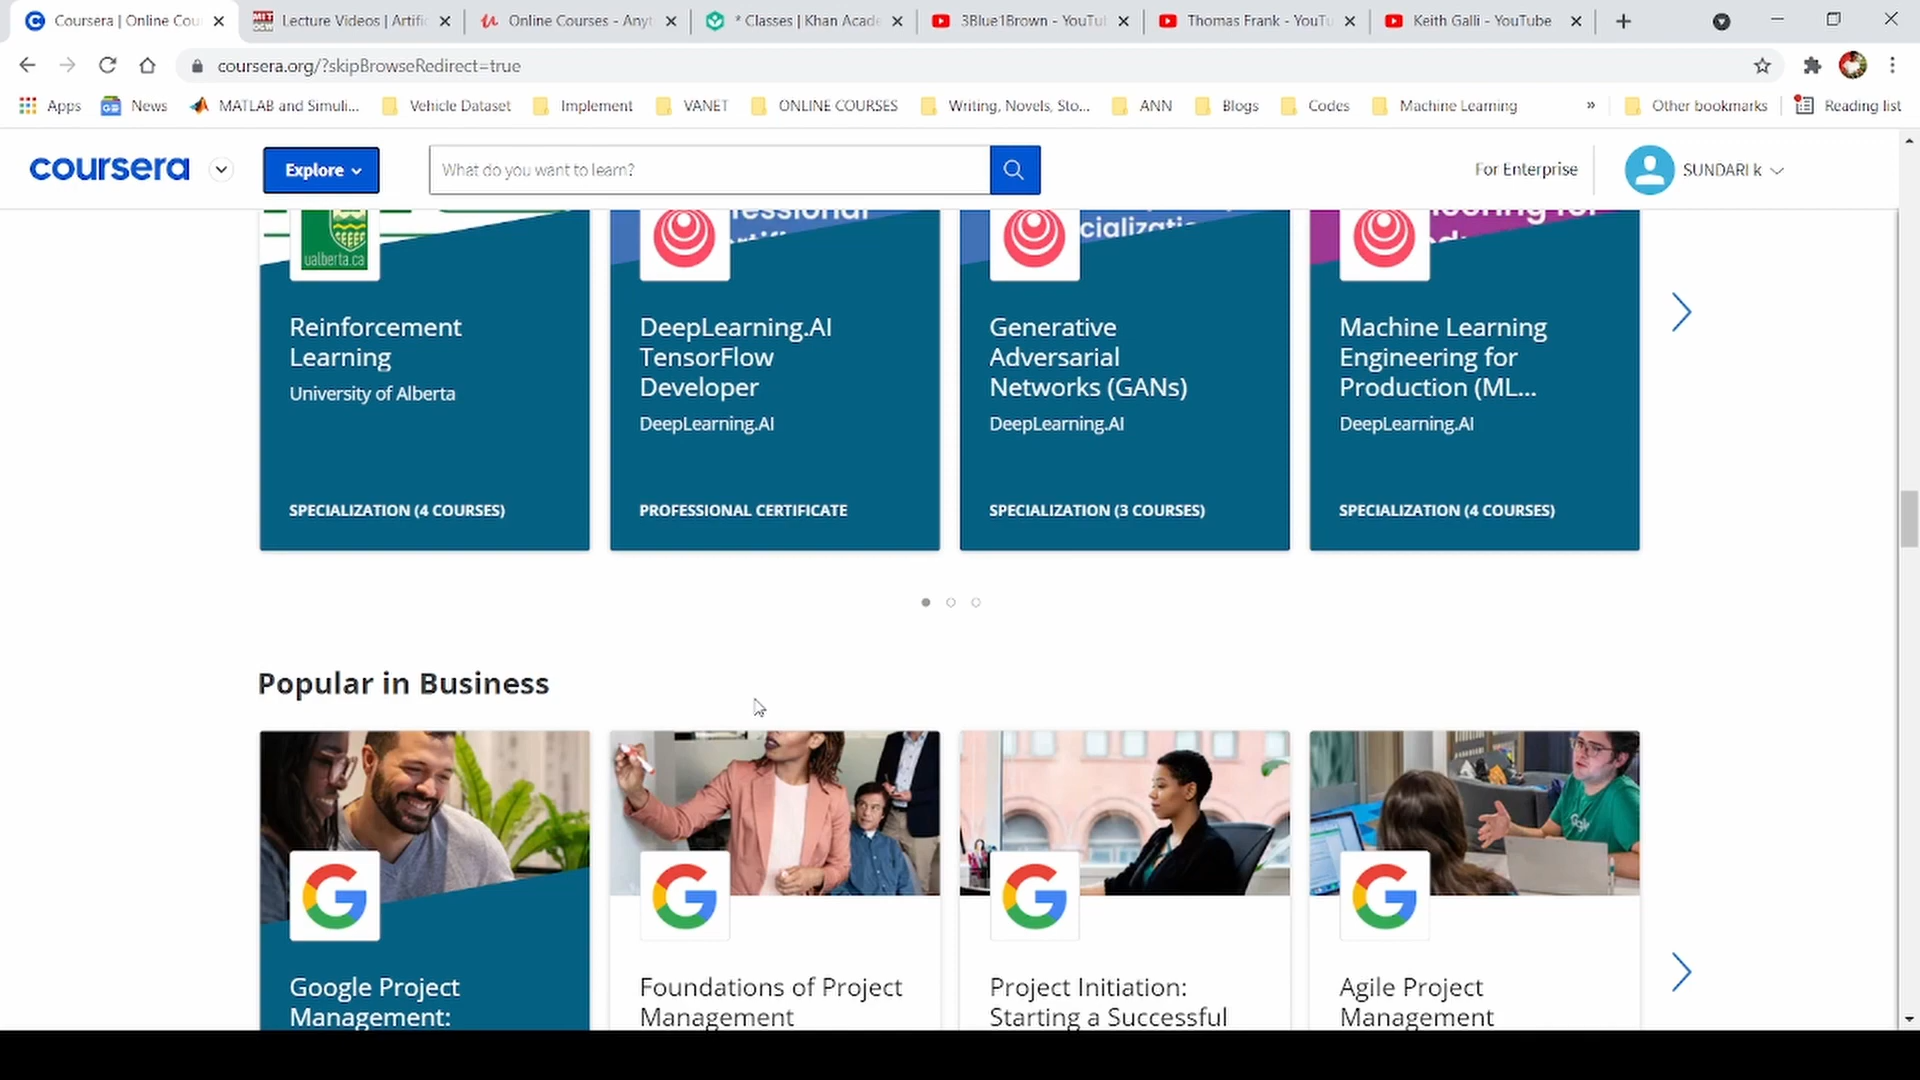 Coursera | Online Cou
Lecture Videos | Artific
Online Courses - Anyt
* Classes | Khan Acade
3Blue1Brown - YouTu
Thomas Frank - YouTu
Keith Galli - YouTube
coursera.org/?skipBrowseRedirect=true
Apps
News
MATLAB and Simuli...
Vehicle Dataset
Implement
VANET
ONLINE COURSES
Writing, Novels, Sto...
ANN
Blogs
Codes
Machine Learning
»
Other bookmarks
Reading list
coursera
Explore
What do you want to learn?
For Enterprise
SUNDARI k
ualberta.ca
Reinforcement
Learning
University of Alberta
SPECIALIZATION (4 COURSES)
DeepLearning.AI
TensorFlow
Developer
DeepLearning.AI
PROFESSIONAL CERTIFICATE
Generative
Adversarial
Networks (GANs)
DeepLearning.AI
SPECIALIZATION (3 COURSES)
Machine Learning
Engineering for
Production (ML...
DeepLearning.AI
SPECIALIZATION (4 COURSES)
Popular in Business
Google Project
Management:
Foundations of Project
Management
Project Initiation:
Starting a Successful
Agile Project
Management